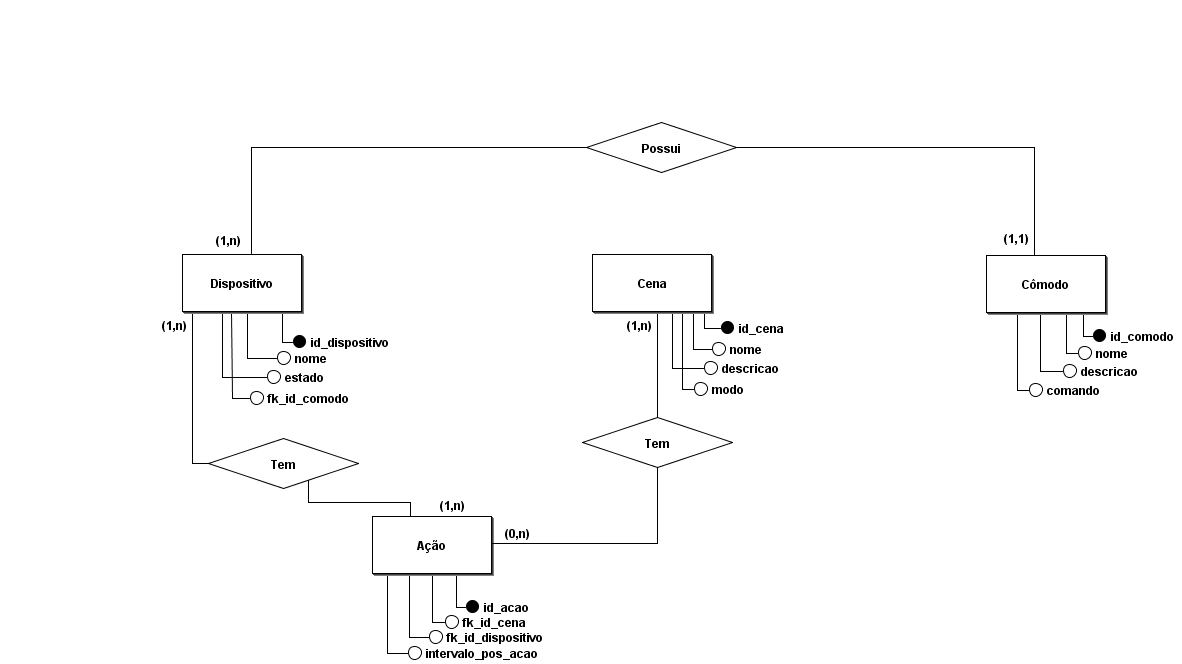 Possui
(1,n)
(1,1)
Dispositivo
Cena
Cômodo
(1,n)
(1,n)
id_dispositivo
nome
estado
fk_id_comodo
id_cena
nome
descricao
modo
id_comodo
nome
descricao
comando
Tem
Tem
(1,n)
(0,n)
Ação
id_acao
fk_id_cena
fk_id_dispositivo
intervalo_pos_acao